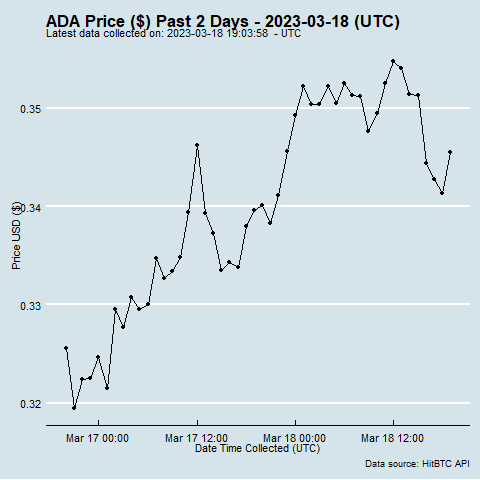 ADA Price ($) Past 2 Days - 2023-03-18 (UTC)
Latest data collected on: 2023-03-18 19:03:58  - UTC
Price USD ($)
0.35
0.34
0.33
0.32
Mar 17 00:00
Mar 17 12:00
Mar 18 00:00
Mar 18 12:00
Date Time Collected (UTC)
Data source: HitBTC API